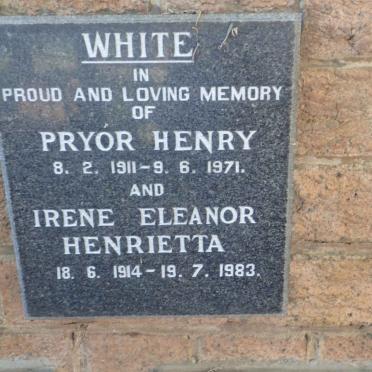 WHITE
IN
PROUD AND LOVING MEMORY
OF
PRYOR HENRY
8. 2. 1911-9. 6. 1971.
AND
IRENE ELEANOR
HENRIETTA
18. 6. 1914-19. 7. 1983.